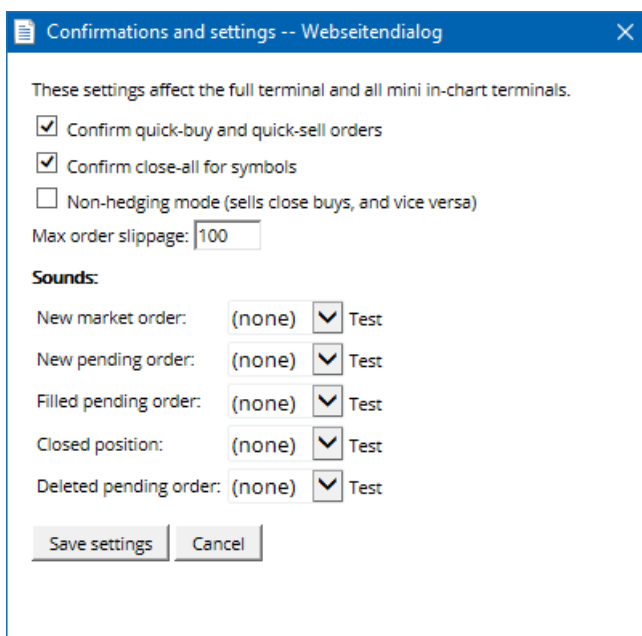 Confirmations and settings -- Webseitendialog
These settings affect the full terminal and all mini in-chart terminals.
Confirm quick-buy and quick-sell orders
Confirm close-all for symbols
Non-hedging mode (sells close buys, and vice versa)
Max order slippage: 100
Sounds:
New market order: (none) Test
New pending order: (none) Test
Filled pending order: (none) Test
Closed position: (none) Test
Deleted pending order: (none) Test
Save settings Cancel